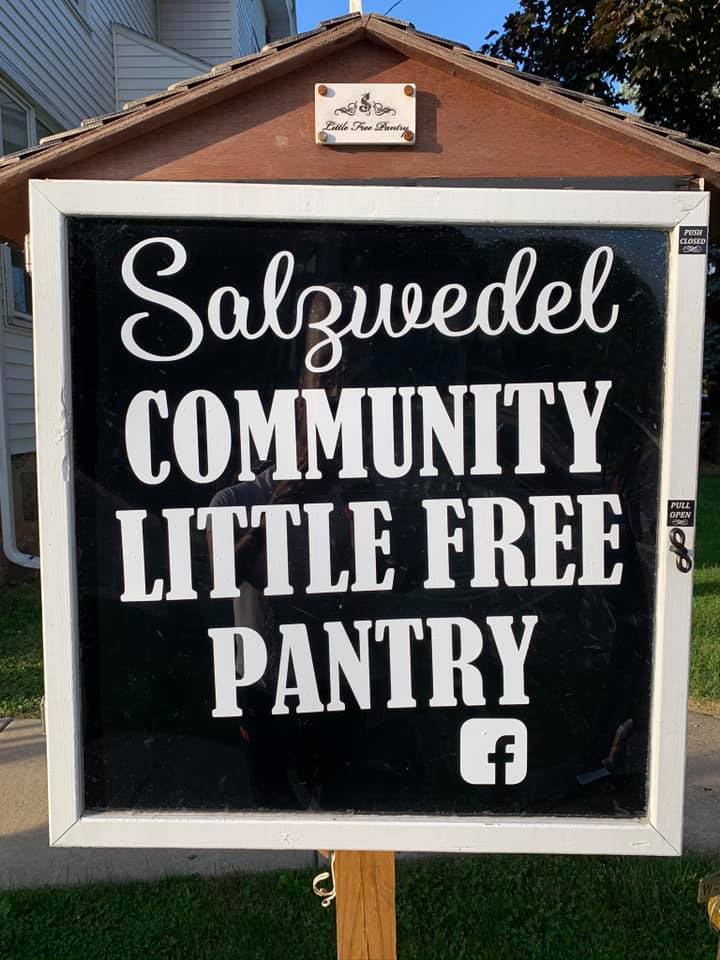 Little Free Pantry
PUSH
CLOSED
Salzwedel
COMMUNITY
LITTLE FREE
PANTRY
PULL
OPEN
f